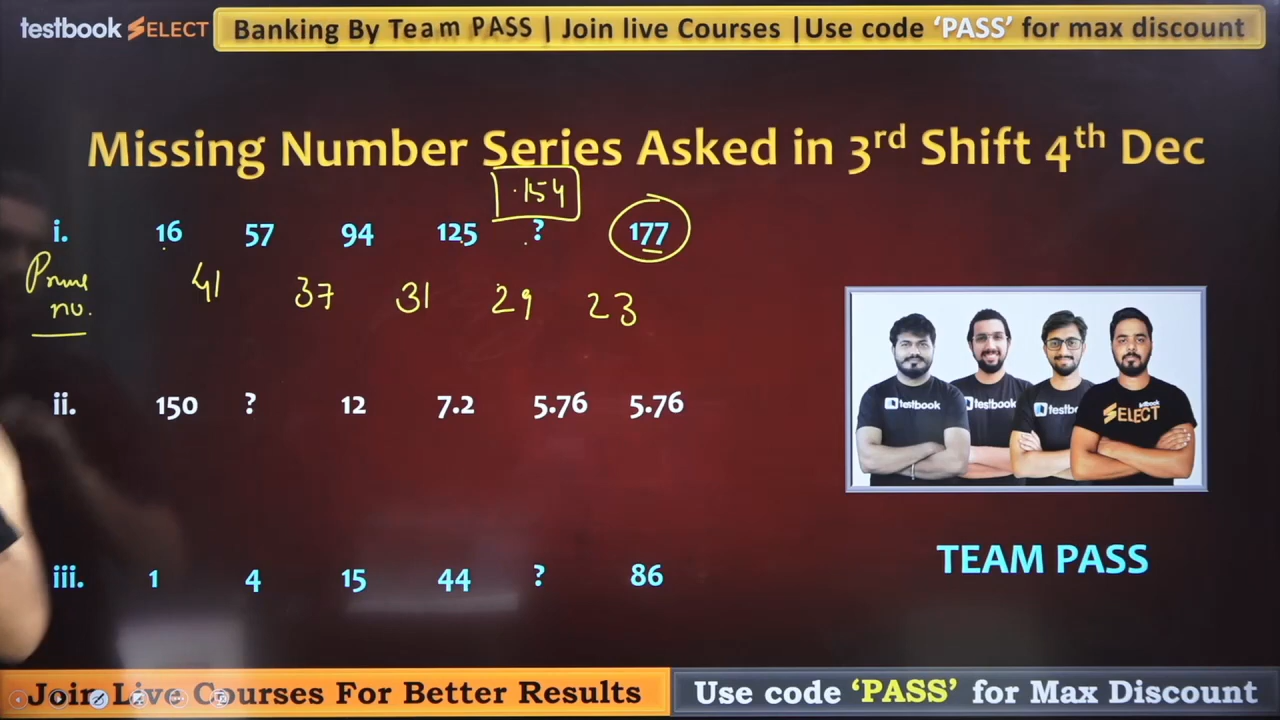 testbook SELECT Banking By Team PASS | Join live Courses |Use code ‘PASS’ for max discount
Missing Number Series Asked in 3rd Shift 4th Dec
154
i. 16 57 94 125 ? 177
Prime no.
41 37 31 29 23
ii. 150 ? 12 7.2 5.76 5.76
iii. 1 4 15 44 ? 86
testbook testbook testbook testbook SELECT
TEAM PASS
Join Live Courses For Better Results
Use code ‘PASS’ for Max Discount